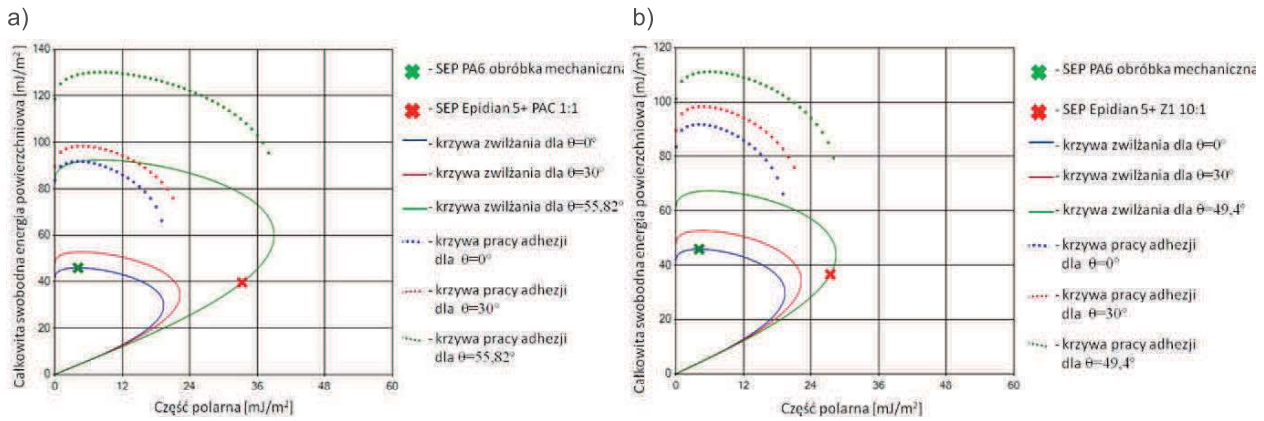 a)
140
120
100
80
60
40
20
0
0 12 24 36 48 60
Całkowita swobodna energia powierzchniowa [mJ/m²]
Część polarna [mJ/m²]
- SEP PA6 obróbka mechaniczna
- SEP Epidian 5+ PAC 1:1
- krzywa zwilżania dla θ=0°
- krzywa zwilżania dla θ=30°
- krzywa zwilżania dla θ=55,82°
- krzywa pracy adhezji
dla θ=0°
- krzywa pracy adhezji
dla θ=30°
- krzywa pracy adhezji
dla θ=55,82°
b)
120
100
80
60
40
20
0
0 12 24 36 48 60
Całkowita swobodna energia powierzchniowa [mJ/m²]
Część polarna [mJ/m²]
- SEP PA6 obróbka mechaniczna
- SEP Epidian 5+ Z1 10:1
- krzywa zwilżania dla θ=0°
- krzywa zwilżania dla θ=30°
- krzywa zwilżania dla θ=49,4°
- krzywa pracy adhezji
dla θ=0°
- krzywa pracy adhezji
dla θ=30°
- krzywa pracy adhezji
dla θ=49,4°